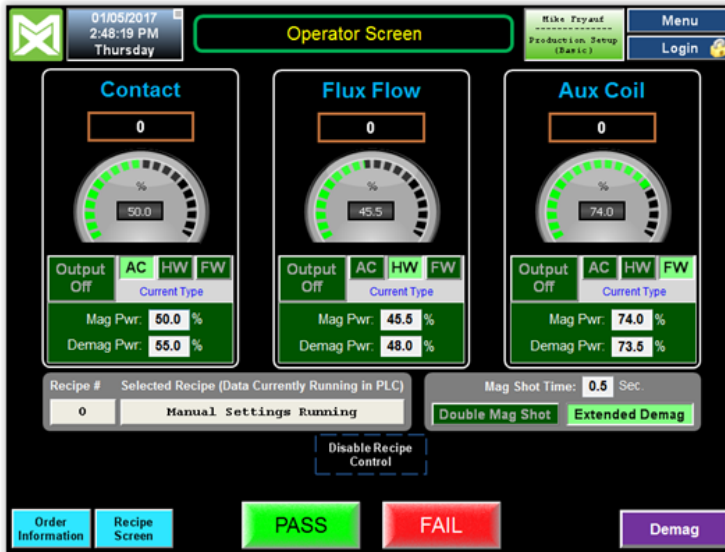 01/05/2017
2:48:19 PM
Thursday
Operator Screen
Mike Fryauf
--------------
Production Setup
(Basic)
Menu
Login
Contact
0
%
50.0
Output
Off
AC HW FW
Current Type
Mag Pwr: 50.0 %
Demag Pwr: 55.0 %
Flux Flow
0
%
45.5
Output
Off
AC HW FW
Current Type
Mag Pwr: 45.5 %
Demag Pwr: 48.0 %
Aux Coil
0
%
74.0
Output
Off
AC HW FW
Current Type
Mag Pwr: 74.0 %
Demag Pwr: 73.5 %
Recipe # Selected Recipe (Data Currently Running in PLC)
0 Manual Settings Running
Mag Shot Time: 0.5 Sec.
Double Mag Shot Extended Demag
Disable Recipe
Control
Order
Information
Recipe
Screen
PASS
FAIL
Demag